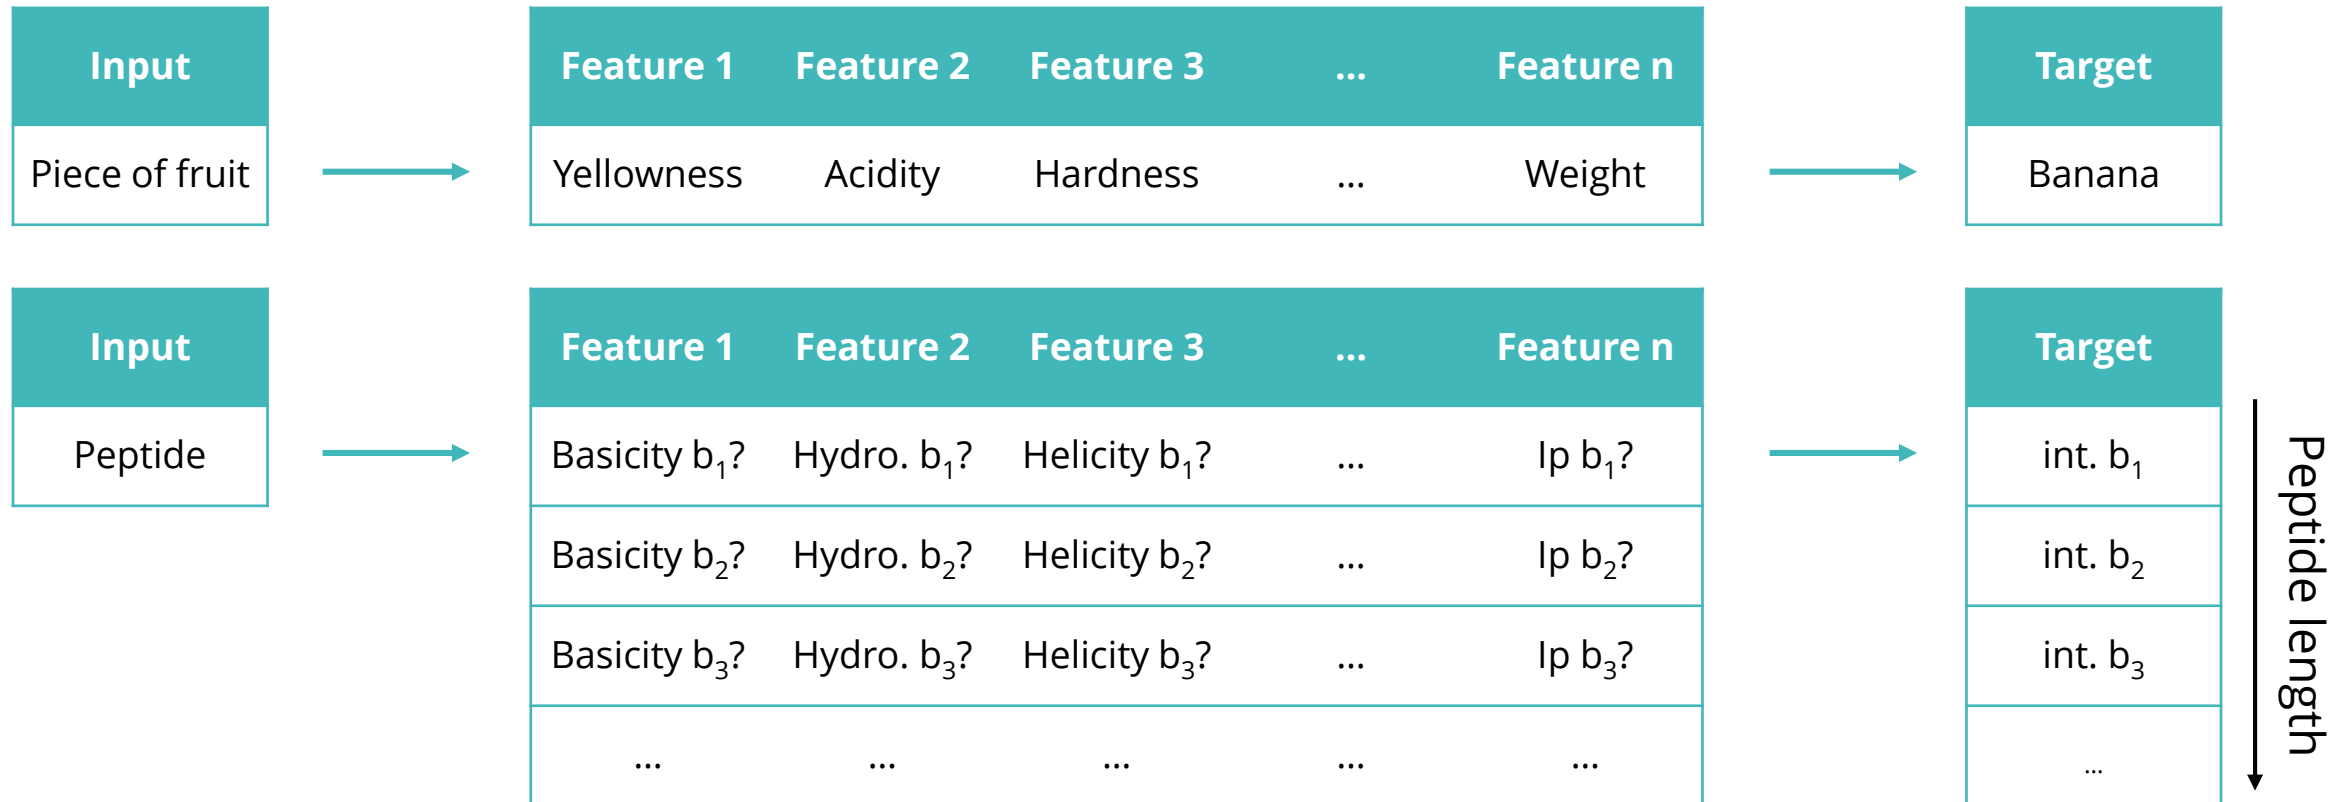 Input Feature 1 Feature 2 Feature 3 ... Feature n Target
Piece of fruit Yellowness Acidity Hardness ... Weight Banana
Input Feature 1 Feature 2 Feature 3 ... Feature n Target
Peptide Basicity b₁? Hydro. b₁? Helicity b₁? ... Ip b₁? int. b₁
Basicity b₂? Hydro. b₂? Helicity b₂? ... Ip b₂? int. b₂
Basicity b₃? Hydro. b₃? Helicity b₃? ... Ip b₃? int. b₃
... ... ... ... ... ...
Peptide length